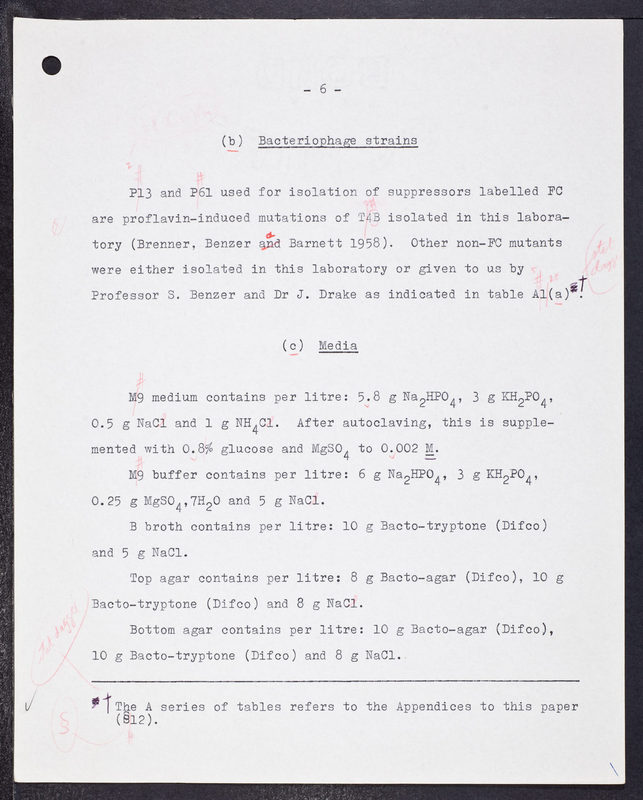 - 6 -
(b) Bacteriophage strains
P13 and P61 used for isolation of suppressors labelled FC
are proflavin-induced mutations of T4B isolated in this labora-
tory (Brenner, Benzer and Barnett 1958). Other non-FC mutants
were either isolated in this laboratory or given to us by
Professor S. Benzer and Dr J. Drake as indicated in table A1(a)*†.
stet
dagger
(c) Media
M9 medium contains per litre: 5.8 g Na2HPO4, 3 g KH2PO4,
0.5 g NaCl and 1 g NH4Cl. After autoclaving, this is supple-
mented with 0.8% glucose and MgSO4 to 0.002 M.
M9 buffer contains per litre: 6 g Na2HPO4, 3 g KH2PO4,
0.25 g MgSO4,7H2O and 5 g NaCl.
B broth contains per litre: 10 g Bacto-tryptone (Difco)
and 5 g NaCl.
Top agar contains per litre: 8 g Bacto-agar (Difco), 10 g
Bacto-tryptone (Difco) and 8 g NaCl.
Bottom agar contains per litre: 10 g Bacto-agar (Difco),
10 g Bacto-tryptone (Difco) and 8 g NaCl.
*† The A series of tables refers to the Appendices to this paper
(§12).
§